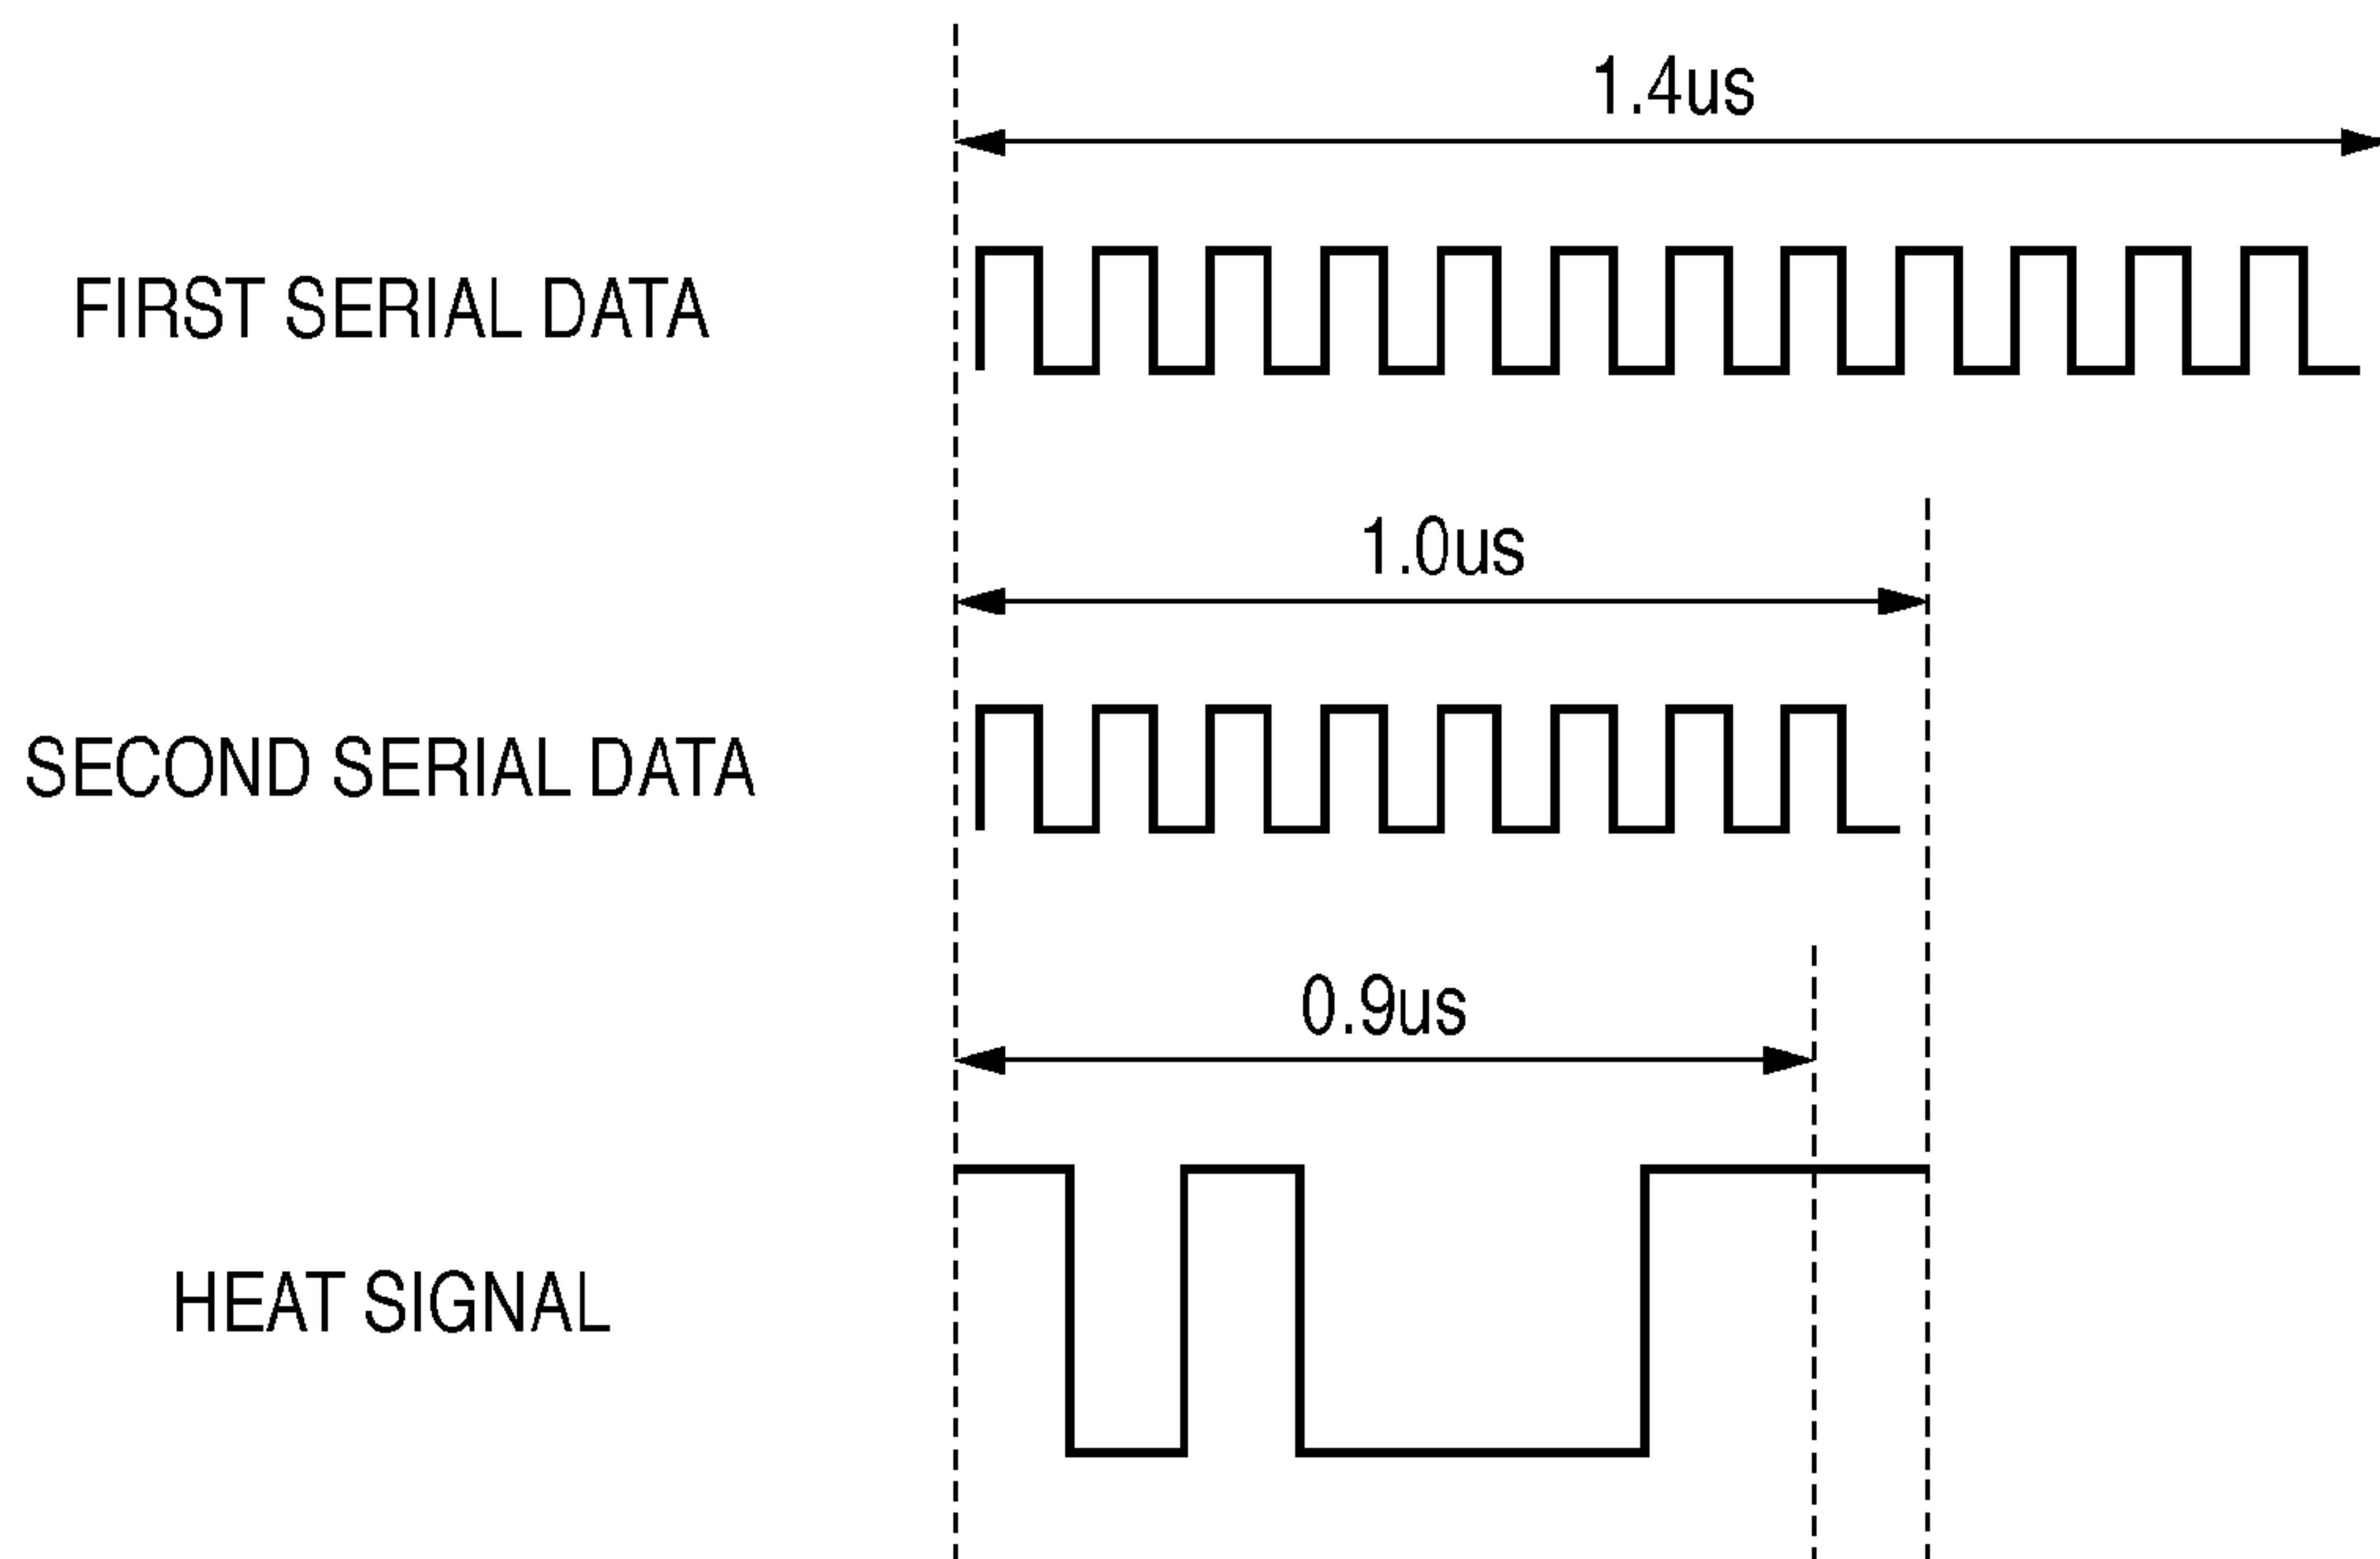 1.4us
FIRST SERIAL DATA
1.0us
SECOND SERIAL DATA
0.9us
HEAT SIGNAL